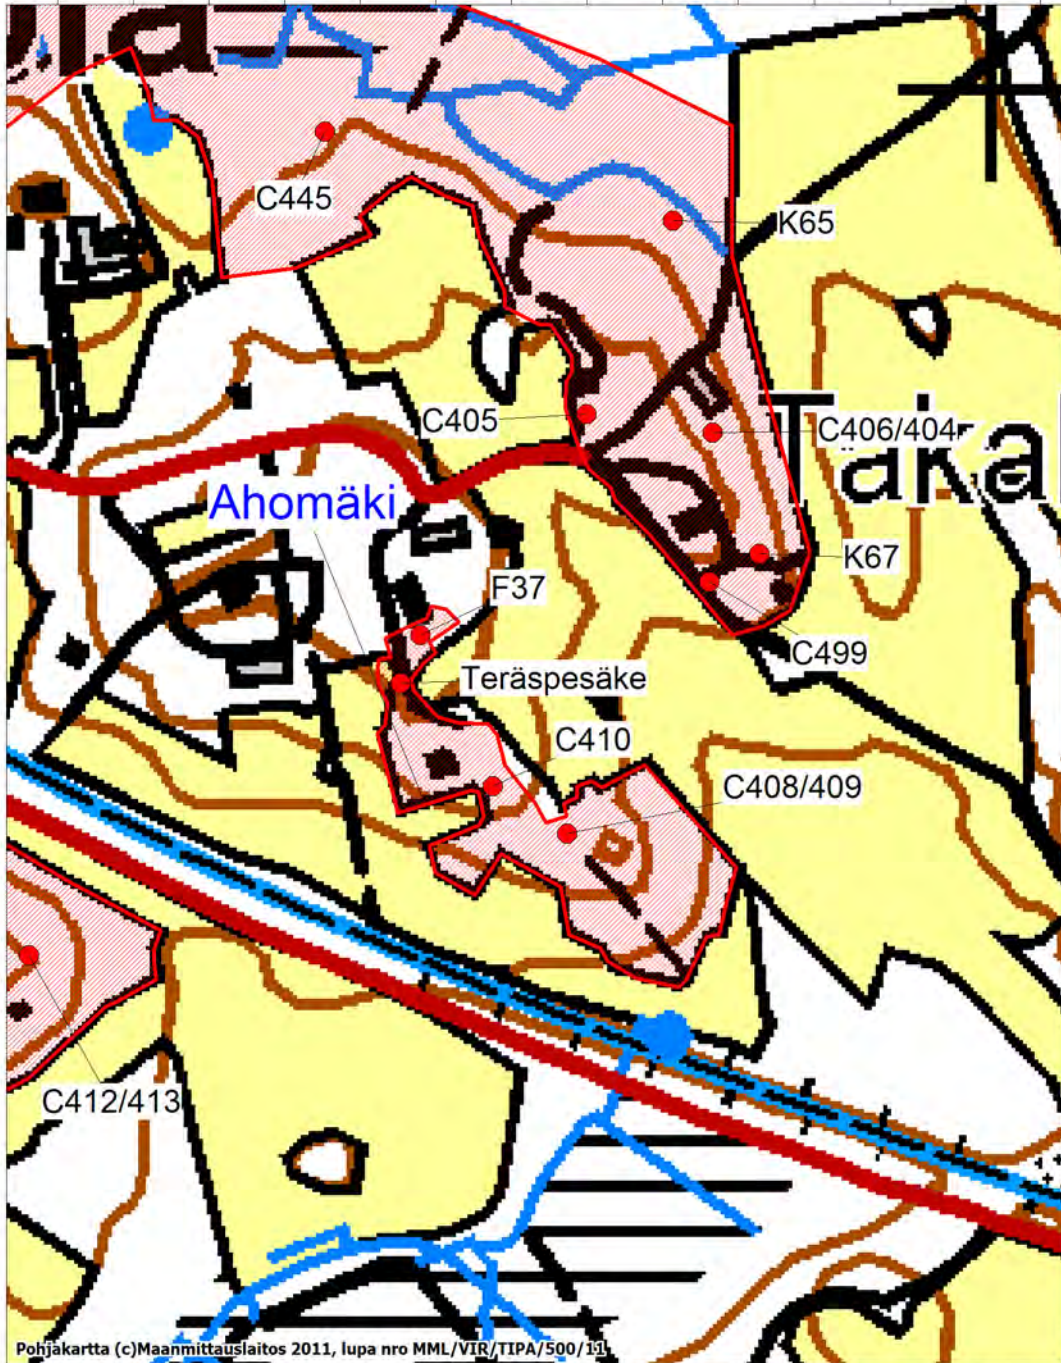 C445
K65
C405
C406/404
Taka
Ahomäki
K67
F37
C499
Teräspesäke
C410
C408/409
C412/413
Pohjakartta (c)Maanmittauslaitos 2011, lupa nro MML/VIR/TIPA/500/11